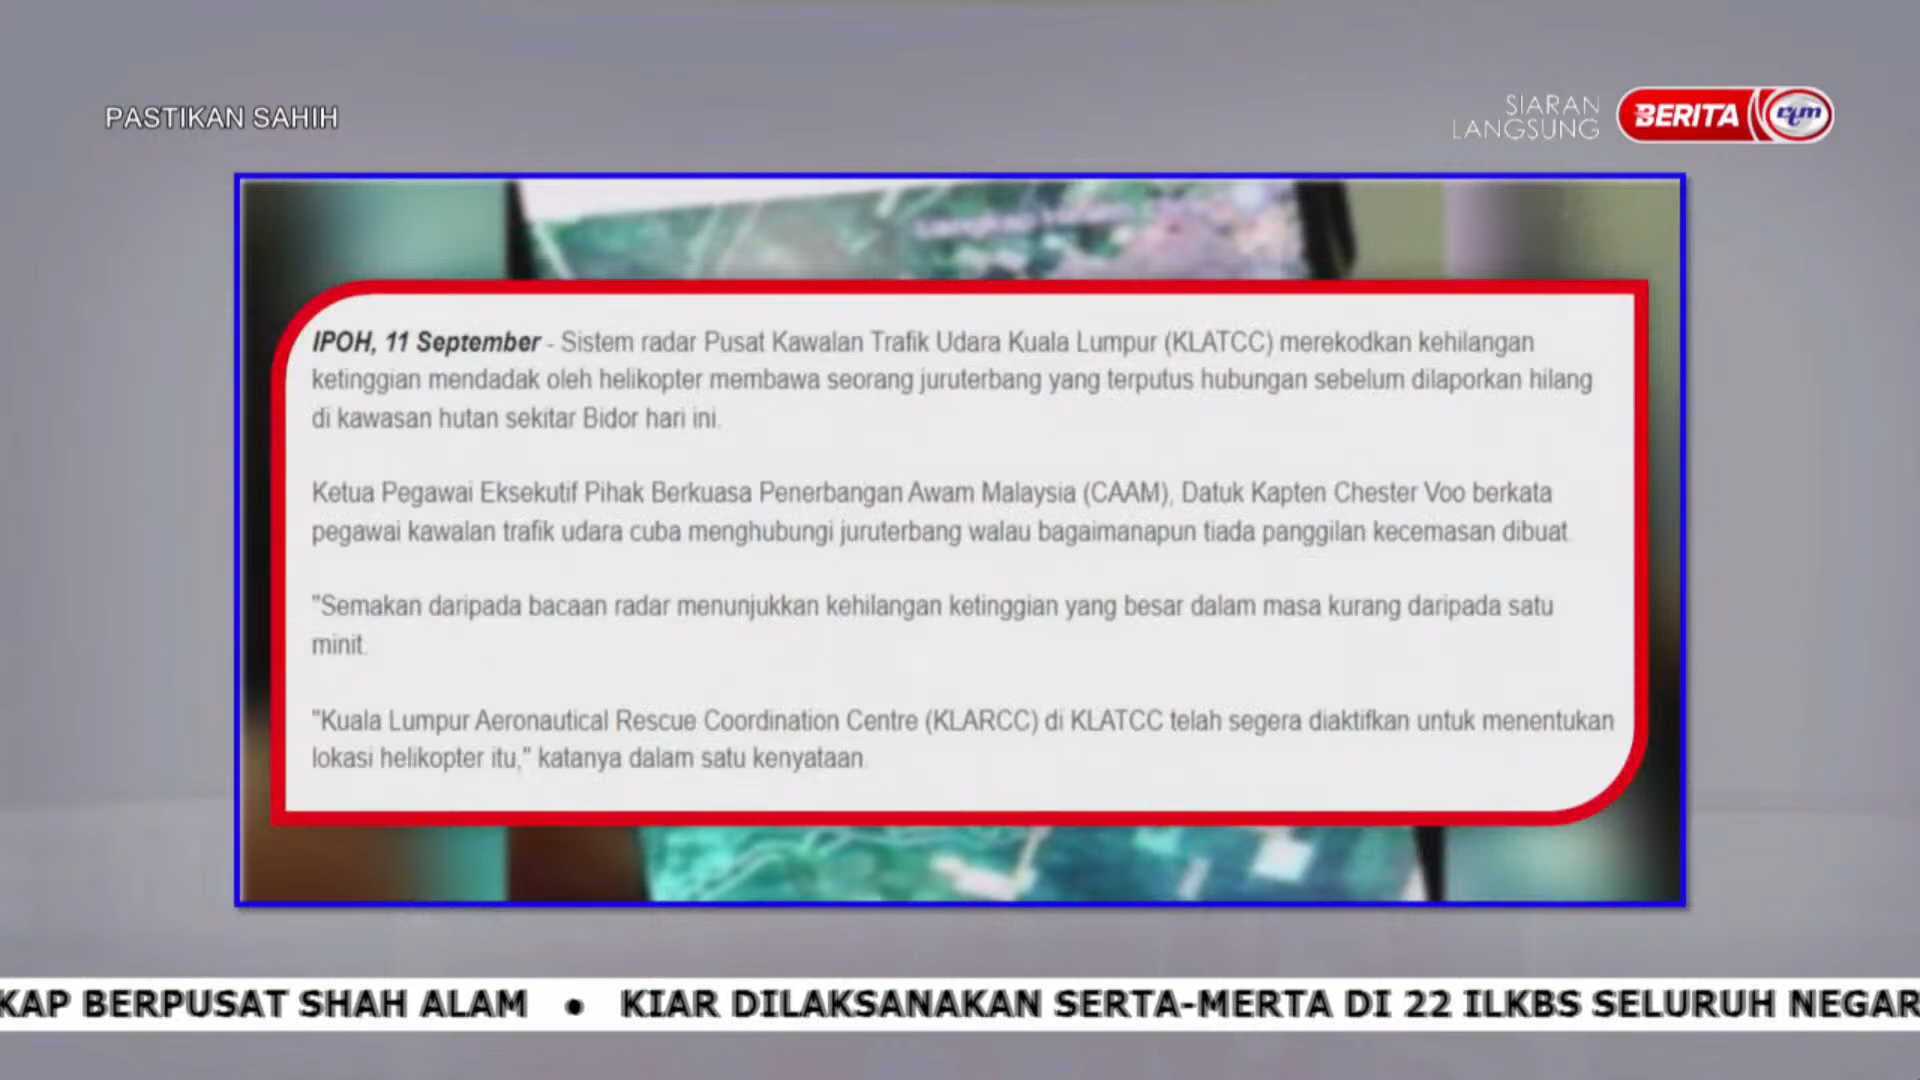 PASTIKAN SAHIH
SIARAN
LANGSUNG
BERITA rtm
IPOH, 11 September - Sistem radar Pusat Kawalan Trafik Udara Kuala Lumpur (KLATCC) merekodkan kehilangan
ketinggian mendadak oleh helikopter membawa seorang juruterbang yang terputus hubungan sebelum dilaporkan hilang
di kawasan hutan sekitar Bidor hari ini.
Ketua Pegawai Eksekutif Pihak Berkuasa Penerbangan Awam Malaysia (CAAM), Datuk Kapten Chester Voo berkata
pegawai kawalan trafik udara cuba menghubungi juruterbang walau bagaimanapun tiada panggilan kecemasan dibuat.
"Semakan daripada bacaan radar menunjukkan kehilangan ketinggian yang besar dalam masa kurang daripada satu
minit.
"Kuala Lumpur Aeronautical Rescue Coordination Centre (KLARCC) di KLATCC telah segera diaktifkan untuk menentukan
lokasi helikopter itu," katanya dalam satu kenyataan.
KAP BERPUSAT SHAH ALAM • KIAR DILAKSANAKAN SERTA-MERTA DI 22 ILKBS SELURUH NEGAR